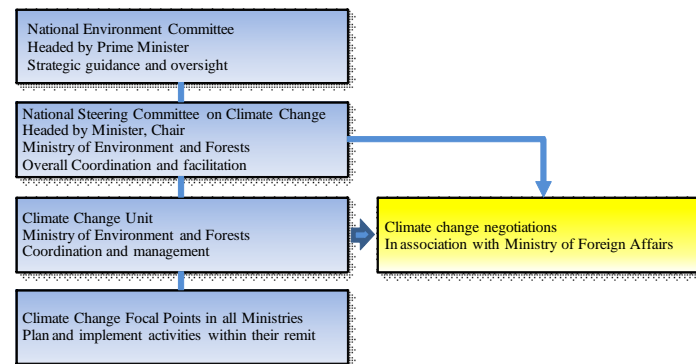 National Environment Committee
Headed by Prime Minister
Strategic guidance and oversight
National Steering Committee on Climate Change
Headed by Minister, Chair
Ministry of Environment and Forests
Overall Coordination and facilitation
Climate Change Unit
Ministry of Environment and Forests
Coordination and management
Climate change negotiations
In association with Ministry of Foreign Affairs
Climate Change Focal Points in all Ministries
Plan and implement activities within their remit